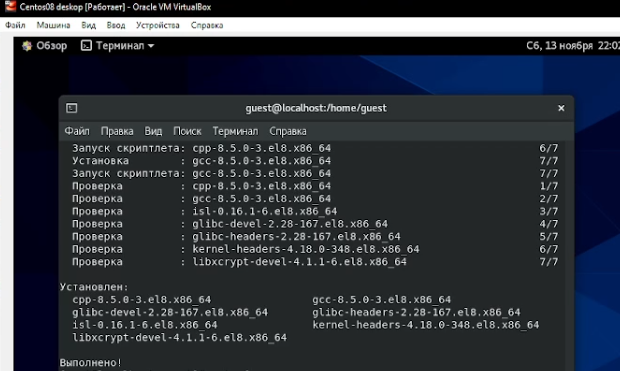 Centos08 deskop [Работает] - Oracle VM VirtualBox
Файл Машина Вид Ввод Устройства Справка
Обзор Терминал Сб, 13 ноября 22:02
guest@localhost:/home/guest ×
Файл Правка Вид Поиск Терминал Справка
Запуск скриптлета: cpp-8.5.0-3.el8.x86_64 6/7
Установка : gcc-8.5.0-3.el8.x86_64 7/7
Запуск скриптлета: gcc-8.5.0-3.el8.x86_64 7/7
Проверка : cpp-8.5.0-3.el8.x86_64 1/7
Проверка : gcc-8.5.0-3.el8.x86_64 2/7
Проверка : isl-0.16.1-6.el8.x86_64 3/7
Проверка : glibc-devel-2.28-167.el8.x86_64 4/7
Проверка : glibc-headers-2.28-167.el8.x86_64 5/7
Проверка : kernel-headers-4.18.0-348.el8.x86_64 6/7
Проверка : libxcrypt-devel-4.1.1-6.el8.x86_64 7/7
Установлен:
cpp-8.5.0-3.el8.x86_64 gcc-8.5.0-3.el8.x86_64
glibc-devel-2.28-167.el8.x86_64 glibc-headers-2.28-167.el8.x86_64
isl-0.16.1-6.el8.x86_64 kernel-headers-4.18.0-348.el8.x86_64
libxcrypt-devel-4.1.1-6.el8.x86_64
Выполнено!